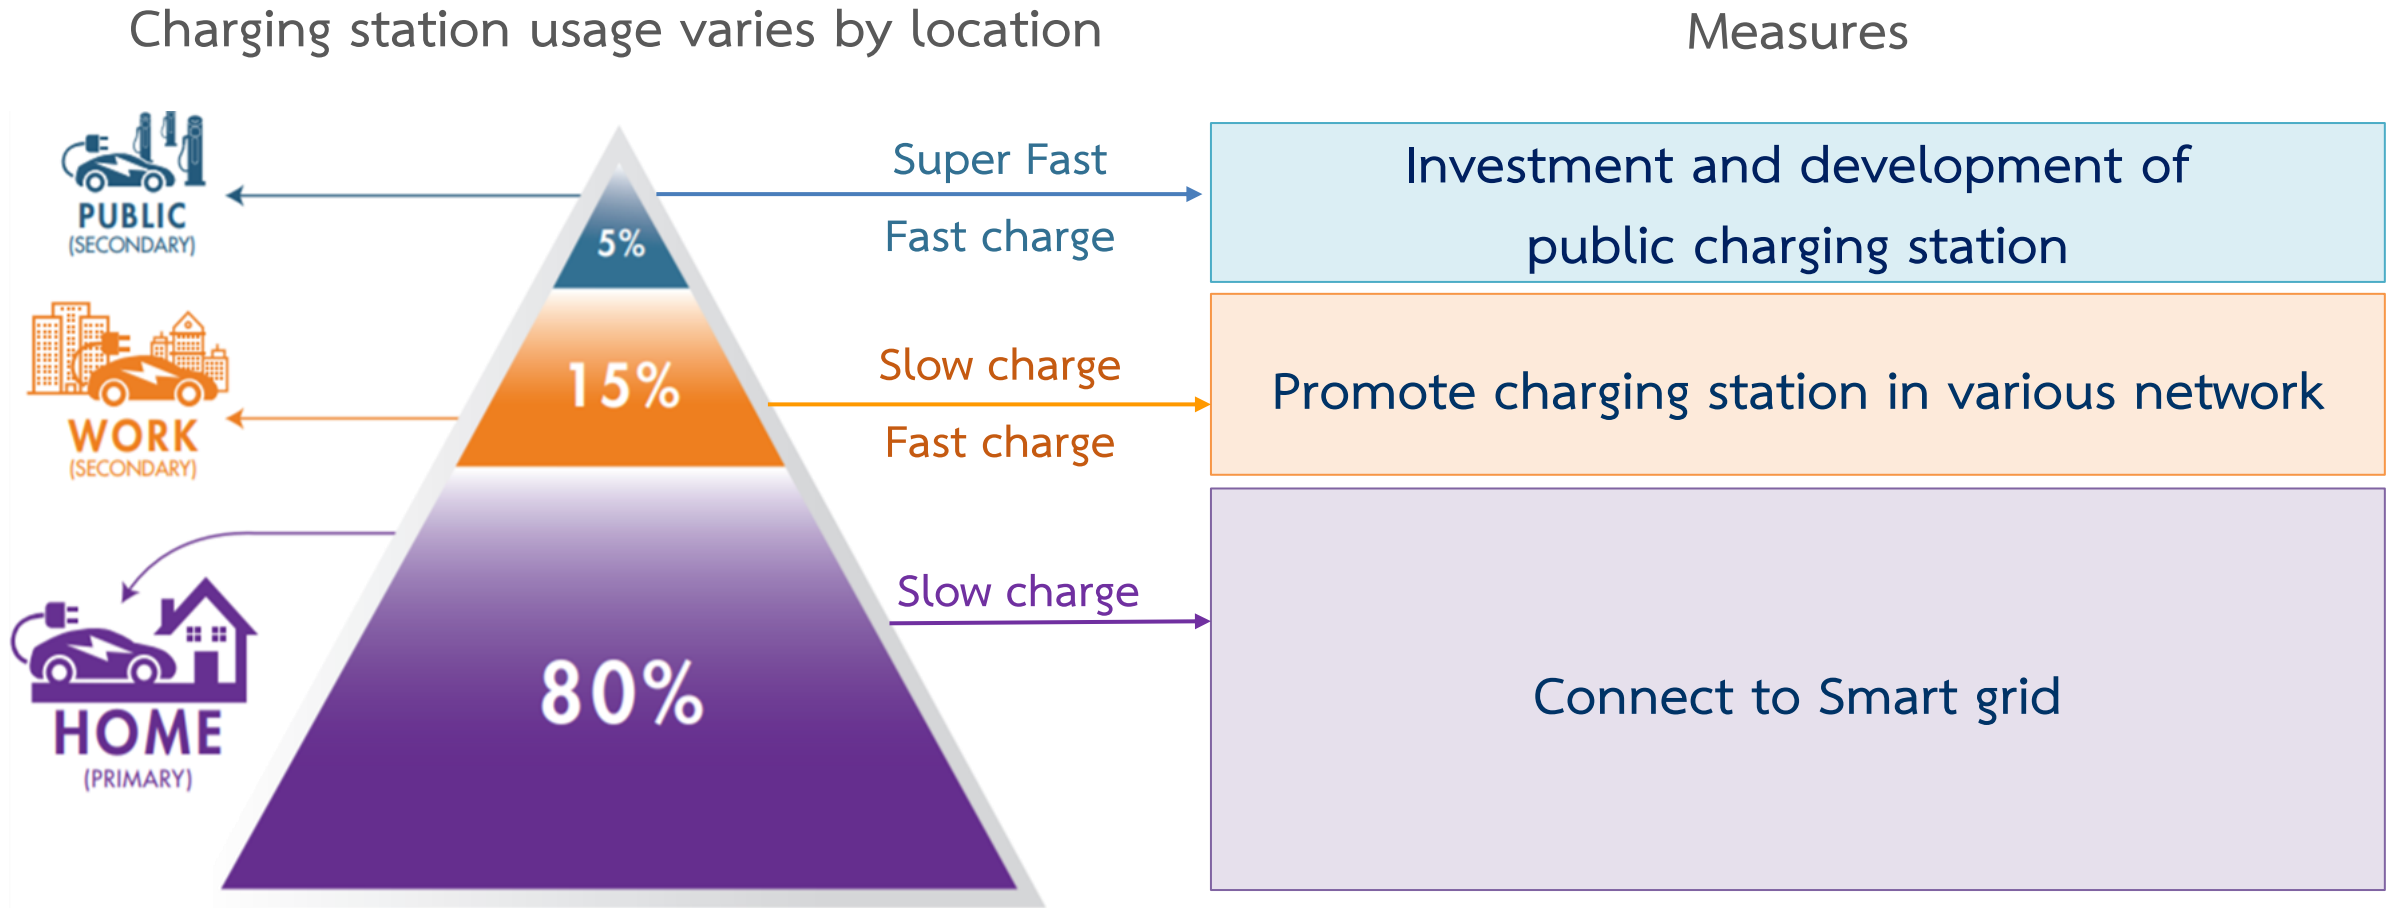 Charging station usage varies by location
Measures
PUBLIC
(SECONDARY)
5%
Super Fast
Fast charge
Investment and development of
public charging station
WORK
(SECONDARY)
15%
Slow charge
Fast charge
Promote charging station in various network
HOME
(PRIMARY)
80%
Slow charge
Connect to Smart grid